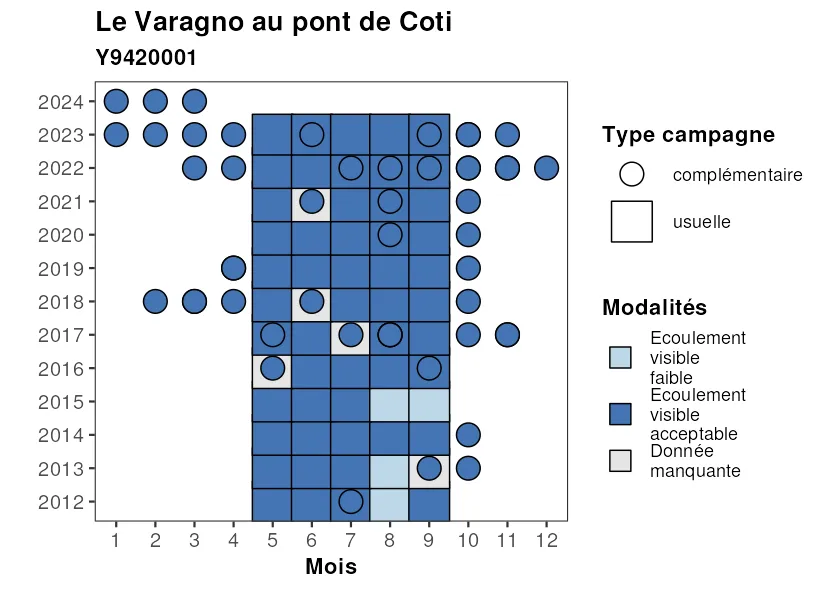 Le Varagno au pont de Coti
Y9420001
2024
2023
2022
2021
2020
2019
2018
2017
2016
2015
2014
2013
2012
1 2 3 4 5 6 7 8 9 10 11 12
Mois
Type campagne
complémentaire
usuelle
Modalités
Ecoulement
visible
faible
Ecoulement
visible
acceptable
Donnée
manquante